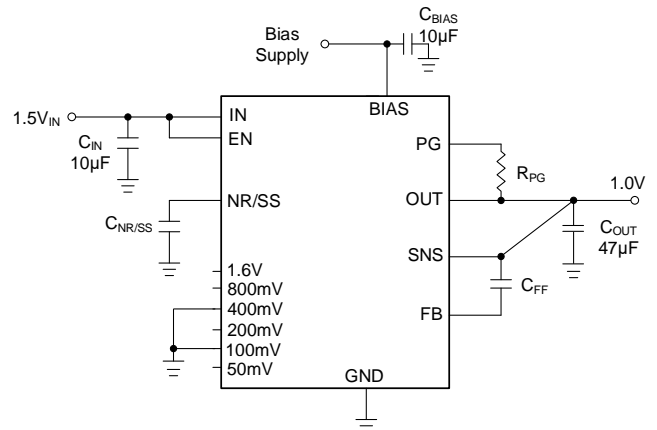 Bias
Supply
C_BIAS
10µF
BIAS
1.5V_IN
C_IN
10µF
IN
EN
NR/SS
C_NR/SS
1.6V
800mV
400mV
200mV
100mV
50mV
GND
PG
R_PG
OUT
1.0V
C_OUT
47µF
SNS
C_FF
FB